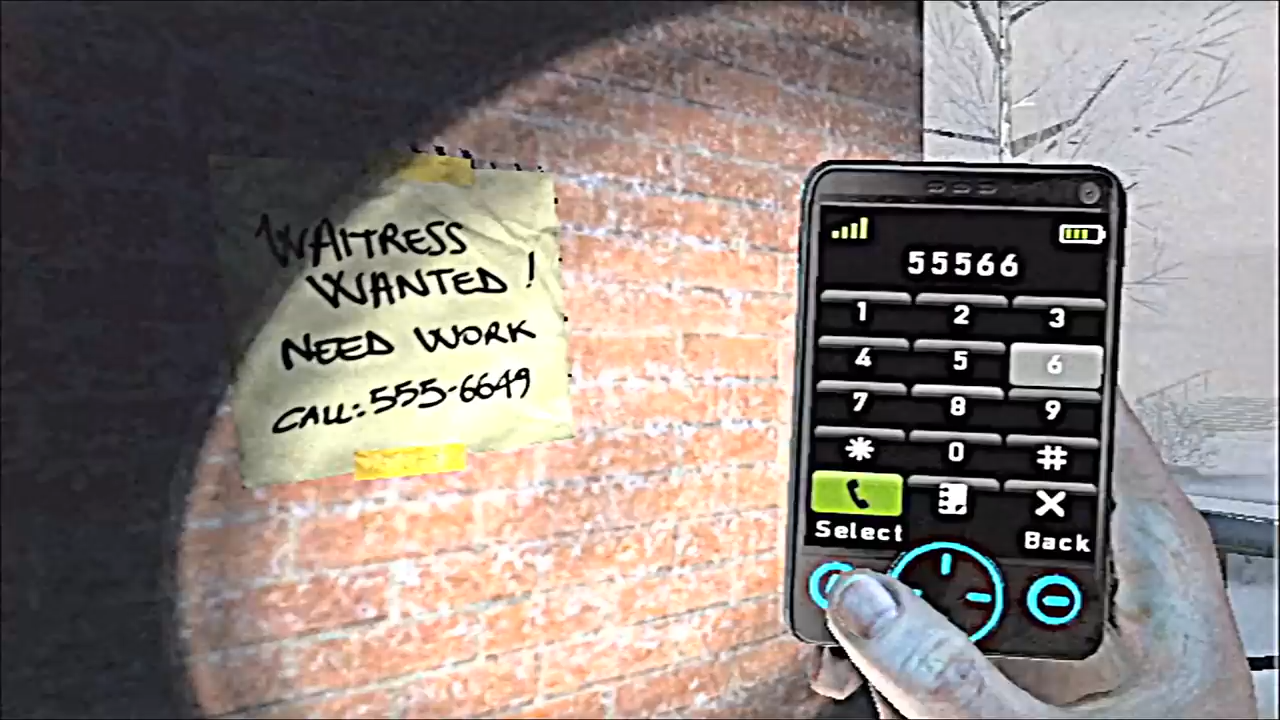 WAITRESS
WANTED!
NEED WORK
CALL: 555-6649
55566
1 2 3
4 5 6
7 8 9
* 0 #
Select Back